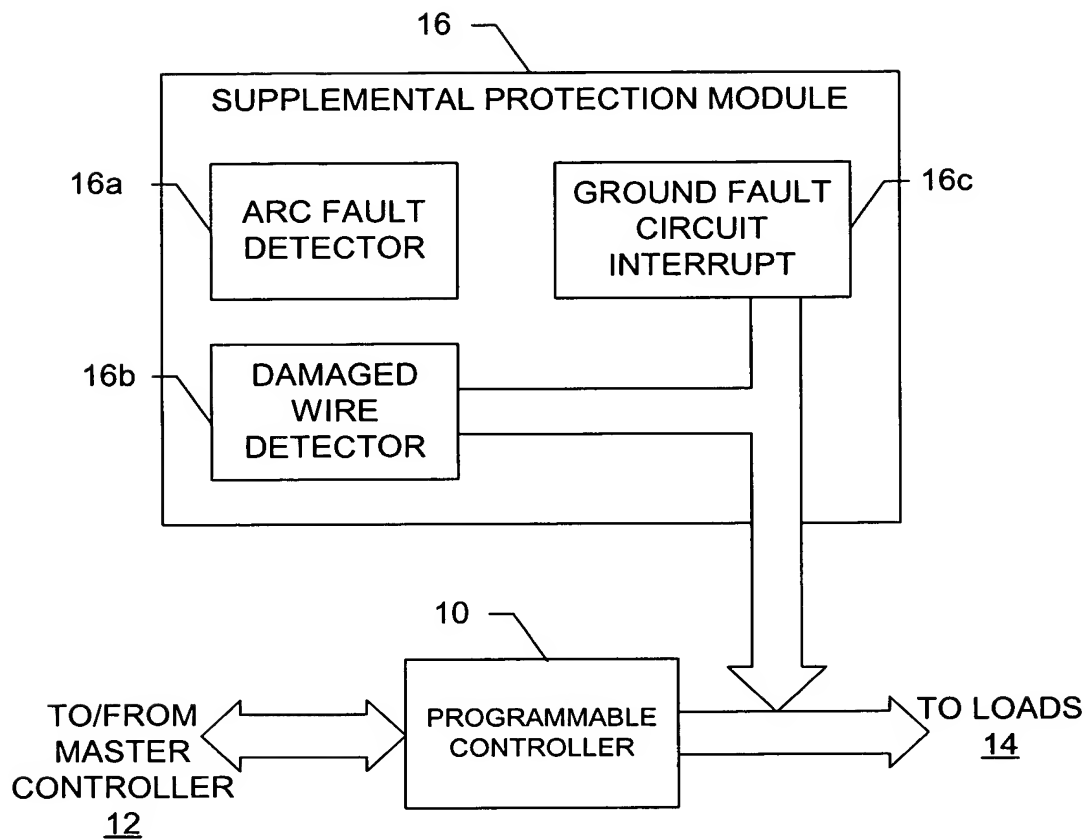 16
SUPPLEMENTAL PROTECTION MODULE
16a
ARC FAULT
DETECTOR
GROUND FAULT
CIRCUIT
INTERRUPT
16c
16b
DAMAGED
WIRE
DETECTOR
10
TO/FROM
MASTER
CONTROLLER
12
PROGRAMMABLE
CONTROLLER
TO LOADS
14